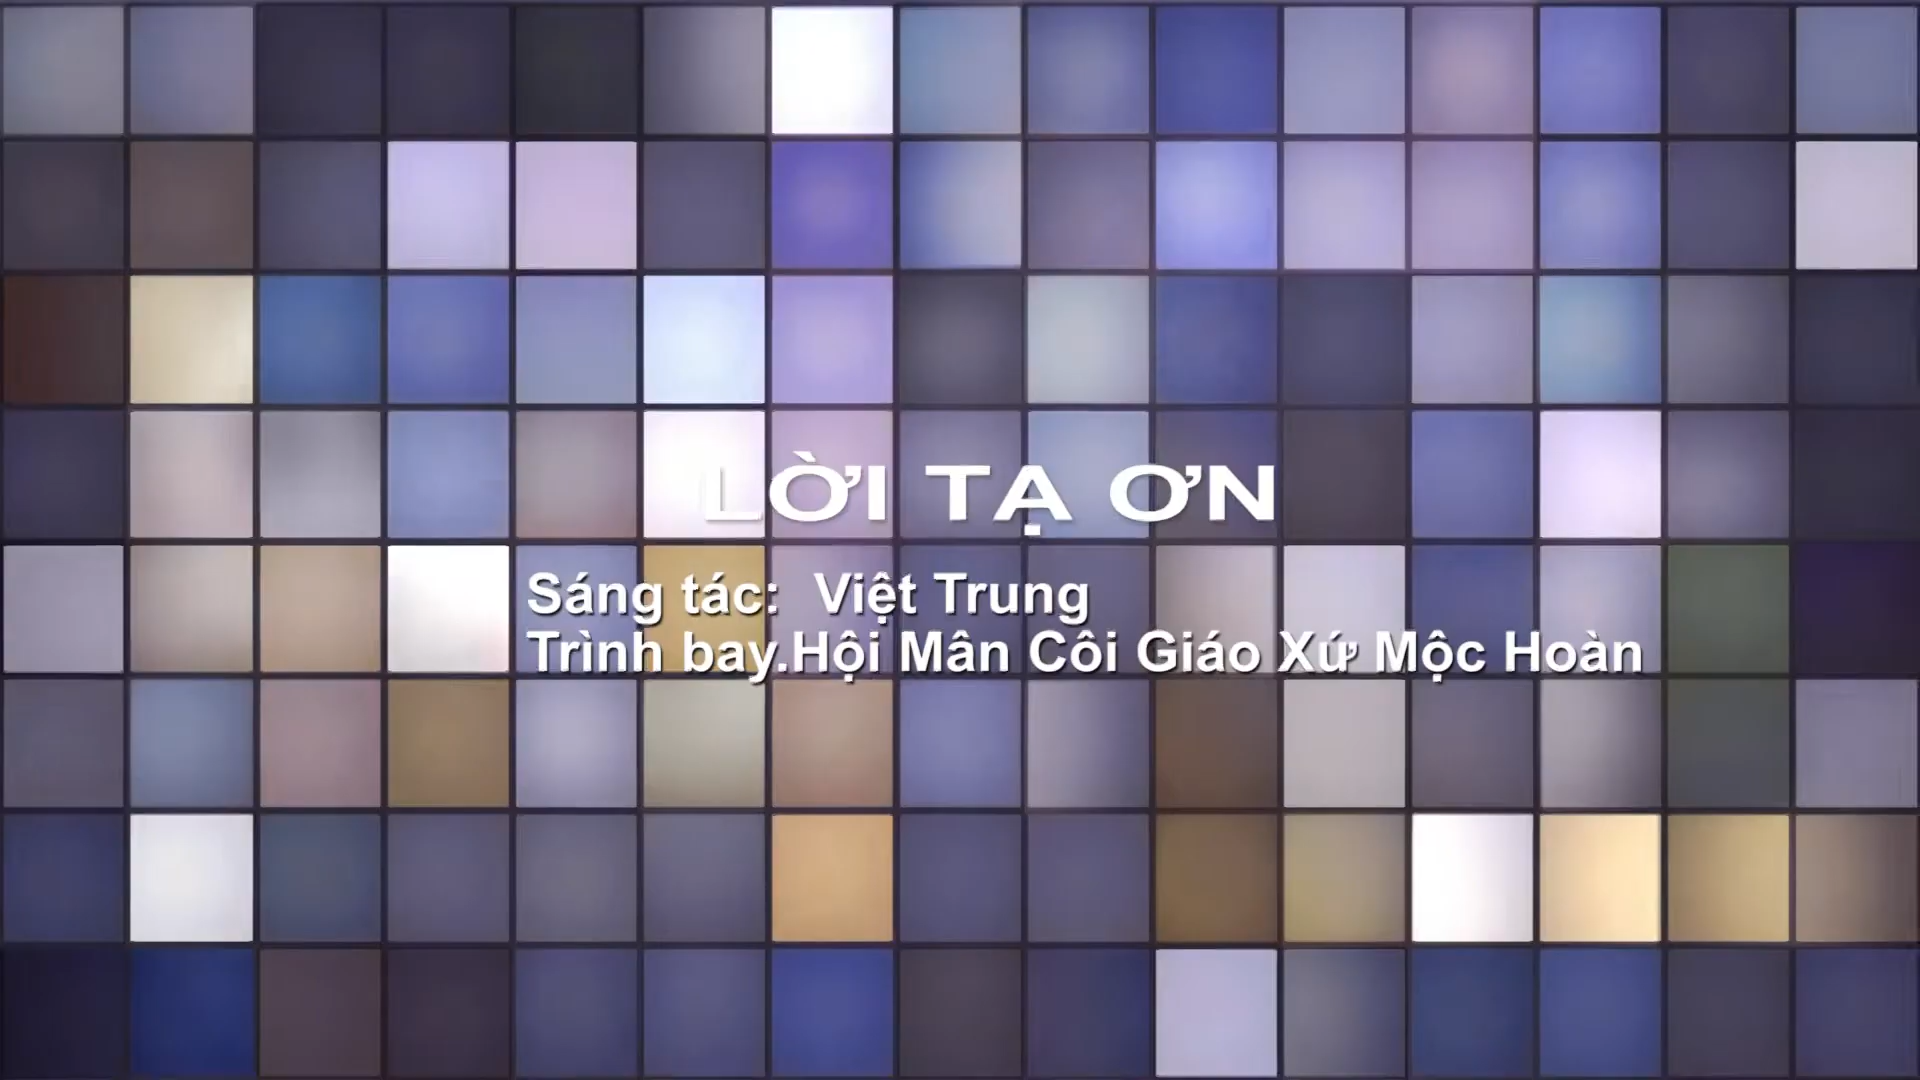 LỜI TẠ ƠN
Sáng tác:  Việt Trung
Trình bay.Hội Mân Côi Giáo Xứ Mộc Hoàn